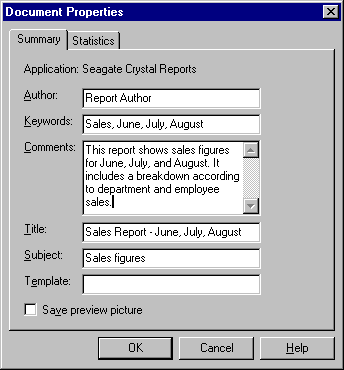 Document Properties
Summary
Statistics
Application: Seagate Crystal Reports
Author: Report Author
Keywords: Sales, June, July, August
Comments: This report shows sales figures
for June, July, and August. It
includes a breakdown according
to department and employee
sales.
Title: Sales Report - June, July, August
Subject: Sales figures
Template:
Save preview picture
OK
Cancel
Help